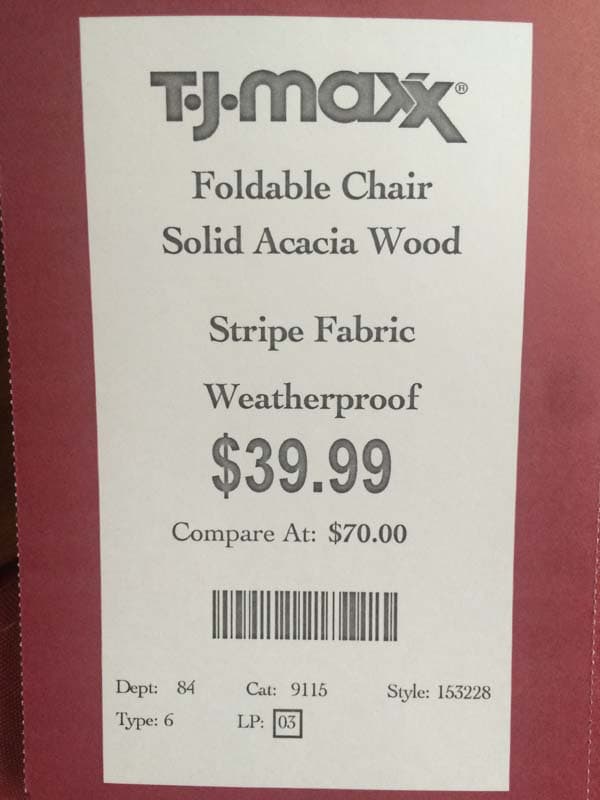 T.J.maxx®
Foldable Chair
Solid Acacia Wood
Stripe Fabric
Weatherproof
$39.99
Compare At: $70.00
Dept: 84 Cat: 9115 Style: 153228
Type: 6 LP: 03